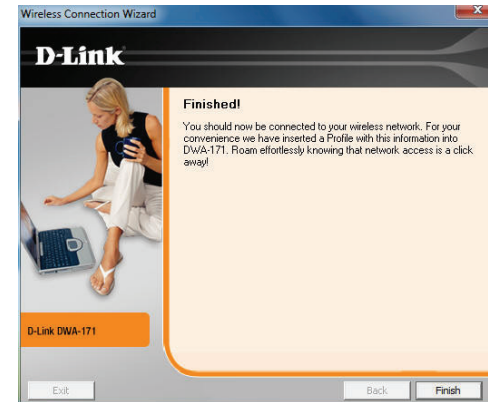 Wireless Connection Wizard
D-Link
Finished!
You should now be connected to your wireless network. For your
convenience we have inserted a Profile with this information into
DWA-171. Roam effortlessly knowing that network access is a click
away!
D-Link DWA-171
Exit
Back
Finish